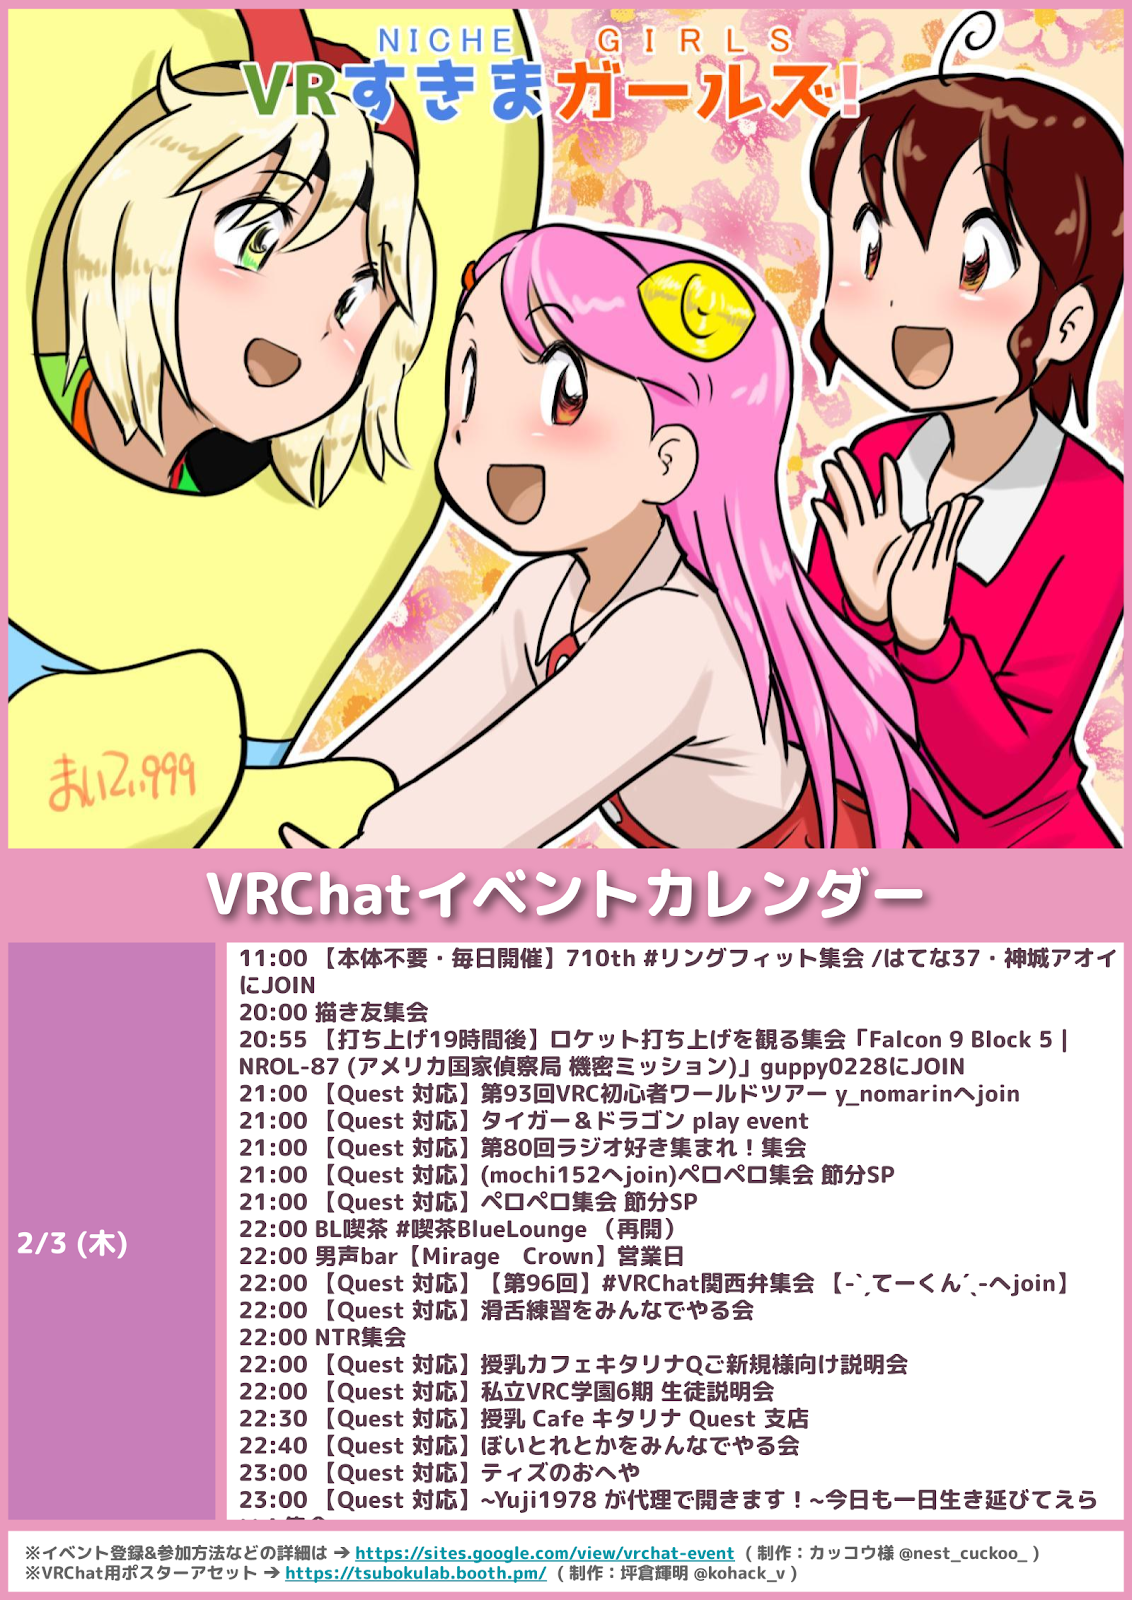 NICHE GIRLS
VRすきまガールズ!
まいてぃ999
VRChatイベントカレンダー
2/3 (木)
11:00 【本体不要・毎日開催】710th #リングフィット集会 /はてな37・神城アオイ
にJOIN
20:00 描き友集会
20:55 【打ち上げ19時間後】ロケット打ち上げを観る集会「Falcon 9 Block 5 |
NROL-87 (アメリカ国家偵察局 機密ミッション)」guppy0228にJOIN
21:00 【Quest 対応】第93回VRC初心者ワールドツアー y_nomarinへjoin
21:00 【Quest 対応】タイガー＆ドラゴン play event
21:00 【Quest 対応】第80回ラジオ好き集まれ！集会
21:00 【Quest 対応】(mochi152へjoin)ペロペロ集会 節分SP
21:00 【Quest 対応】ペロペロ集会 節分SP
22:00 BL喫茶 #喫茶BlueLounge （再開）
22:00 男声bar【Mirage　Crown】営業日
22:00 【Quest 対応】【第96回】#VRChat関西弁集会 【-ˋˏてーくんˊˎ-へjoin】
22:00 【Quest 対応】滑舌練習をみんなでやる会
22:00 NTR集会
22:00 【Quest 対応】授乳カフェキタリナQご新規様向け説明会
22:00 【Quest 対応】私立VRC学園6期 生徒説明会
22:30 【Quest 対応】授乳 Cafe キタリナ Quest 支店
22:40 【Quest 対応】ぼいとれとかをみんなでやる会
23:00 【Quest 対応】ティズのおへや
23:00 【Quest 対応】~Yuji1978 が代理で開きます！~今日も一日生き延びてえら
※イベント登録&参加方法などの詳細は ➔ https://sites.google.com/view/vrchat-event （ 制作：カッコウ様 @nest_cuckoo_ ）
※VRChat用ポスターアセット ➔ https://tsubokulab.booth.pm/ （ 制作：坪倉輝明 @kohack_v ）